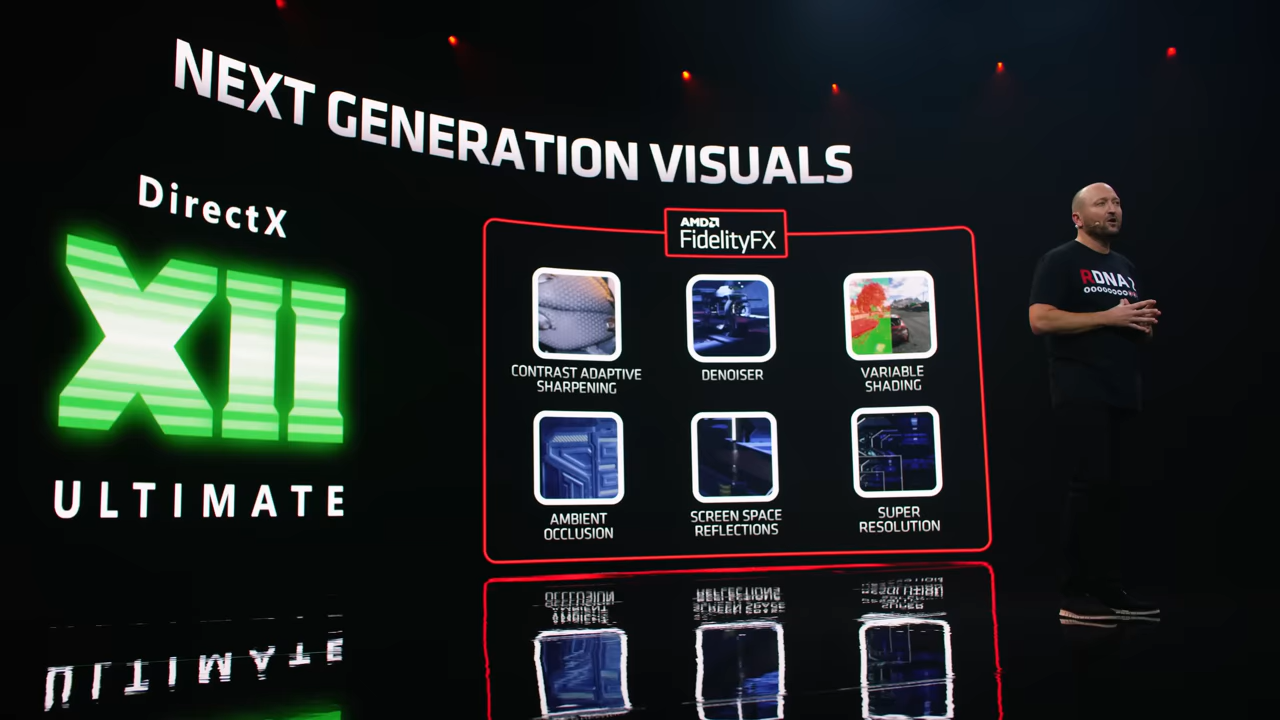 NEXT GENERATION VISUALS
DirectX
XII
ULTIMATE
AMD
FidelityFX
CONTRAST ADAPTIVE
SHARPENING
DENOISER
VARIABLE
SHADING
AMBIENT
OCCLUSION
SCREEN SPACE
REFLECTIONS
SUPER
RESOLUTION
RDNA